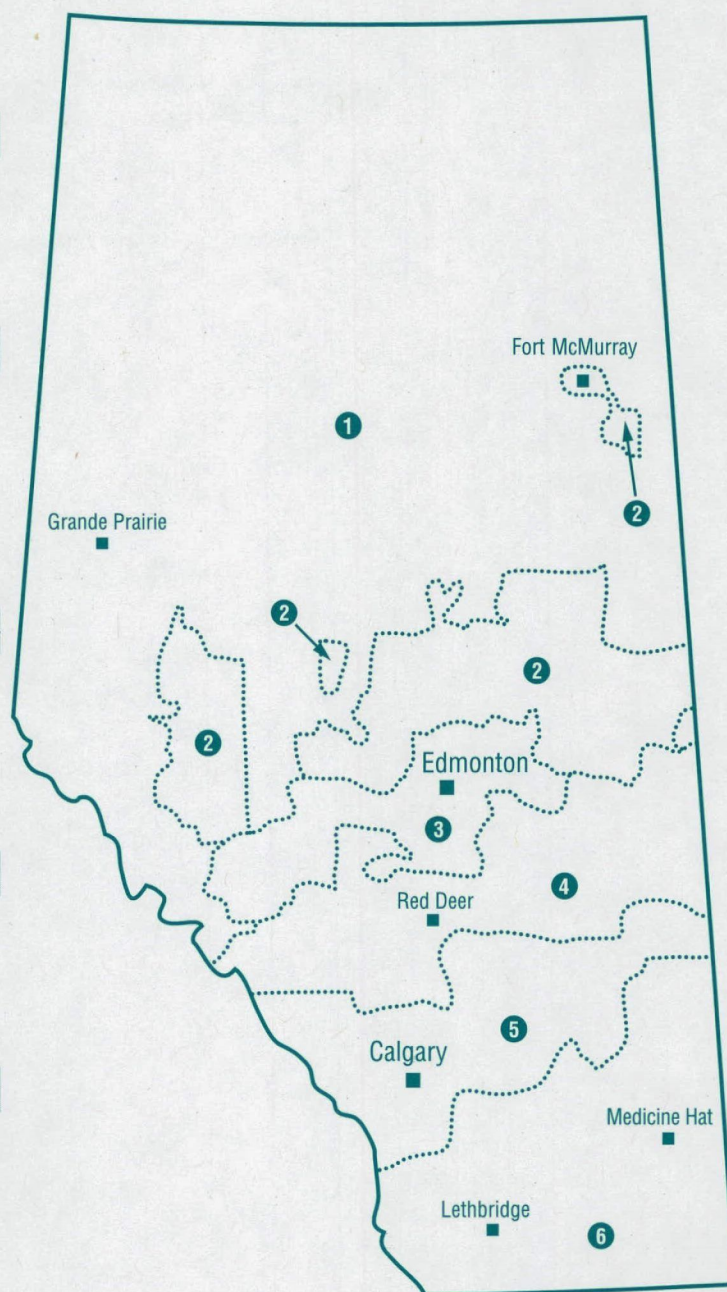 Fort McMurray
1
2
Grande Prairie
2
2
2
Edmonton
3
4
Red Deer
5
Calgary
Medicine Hat
Lethbridge
6